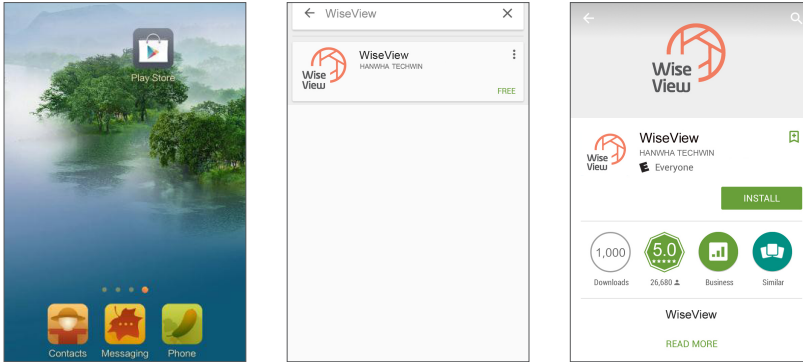 Play Store
Contacts Messaging Phone
WiseView
Wise
View
WiseView
HANWHA TECHWIN
FREE
Wise
View
Wise
View
WiseView
HANWHA TECHWIN
E Everyone
INSTALL
1,000
5.0
Downloads
26,680
Business
Similar
WiseView
READ MORE